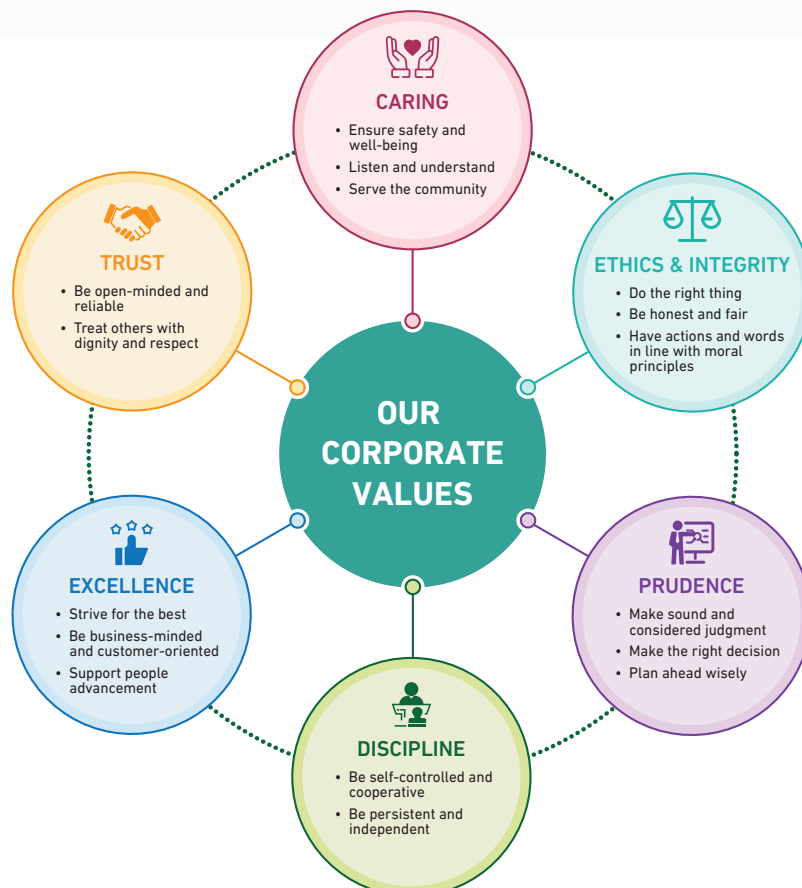 CARING
• Ensure safety and
well-being
• Listen and understand
• Serve the community
TRUST
• Be open-minded and
reliable
• Treat others with
dignity and respect
ETHICS & INTEGRITY
• Do the right thing
• Be honest and fair
• Have actions and words
in line with moral
principles
OUR
CORPORATE
VALUES
EXCELLENCE
• Strive for the best
• Be business-minded
and customer-oriented
• Support people
advancement
PRUDENCE
• Make sound and
considered judgment
• Make the right decision
• Plan ahead wisely
DISCIPLINE
• Be self-controlled and
cooperative
• Be persistent and
independent